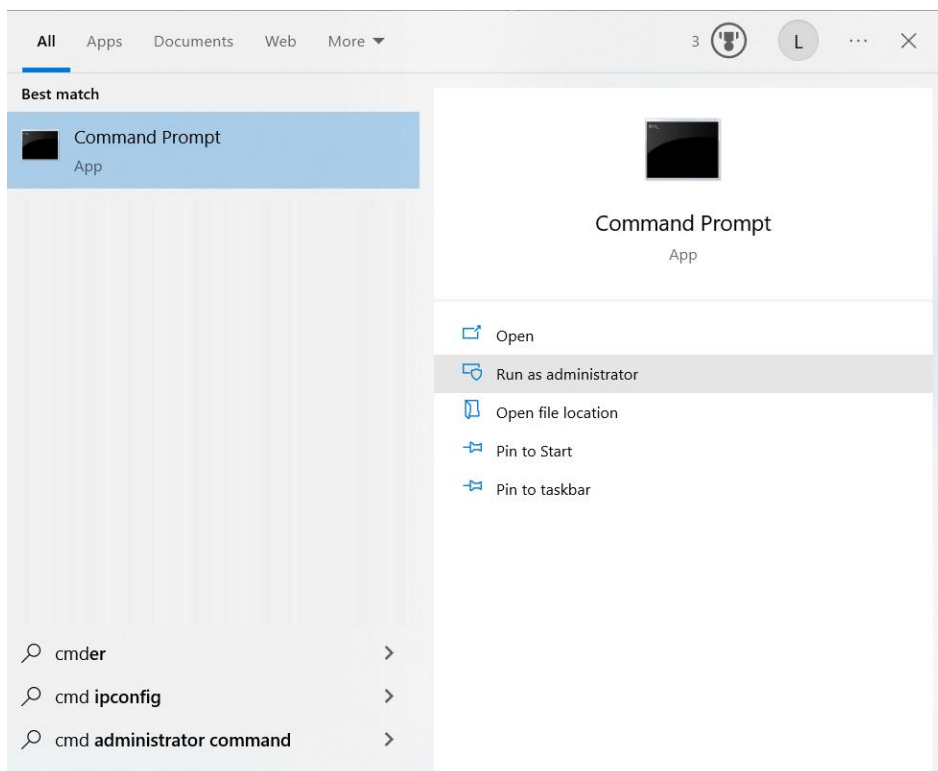 All Apps Documents Web More 3 L ...
Best match
Command Prompt
App
Command Prompt
App
Open
Run as administrator
Open file location
Pin to Start
Pin to taskbar
cmder
cmd ipconfig
cmd administrator command